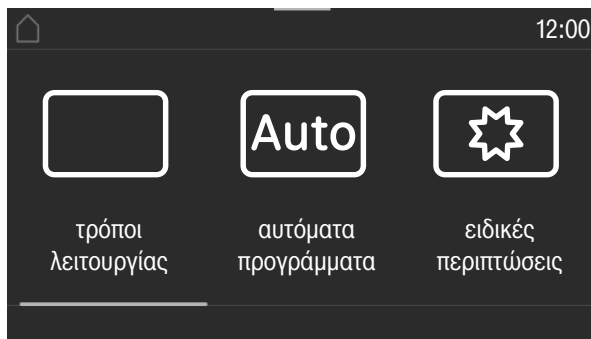 12:00
Auto
τρόποι
λειτουργίας
αυτόματα
προγράμματα
ειδικές
περιπτώσεις